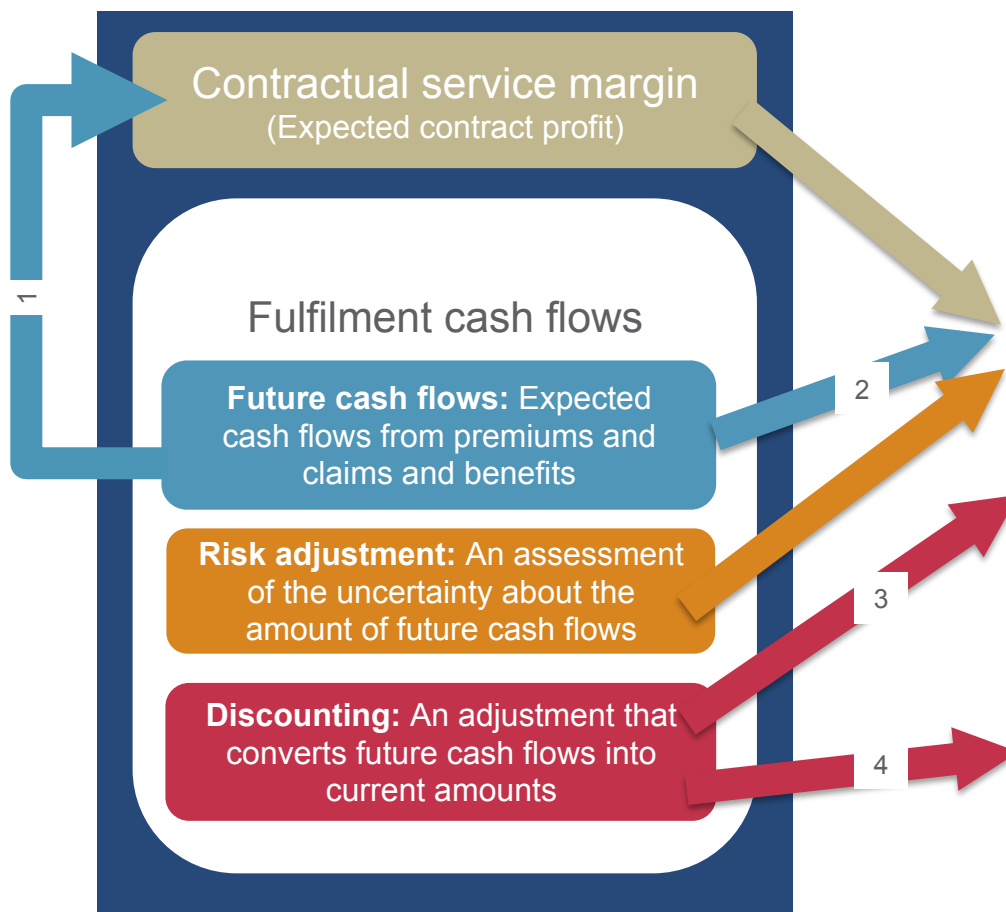 Contractual service margin
(Expected contract profit)
1
Fulfilment cash flows
Future cash flows: Expected
cash flows from premiums and
claims and benefits
2
Risk adjustment: An assessment
of the uncertainty about the
amount of future cash flows
3
Discounting: An adjustment that
converts future cash flows into
current amounts
4